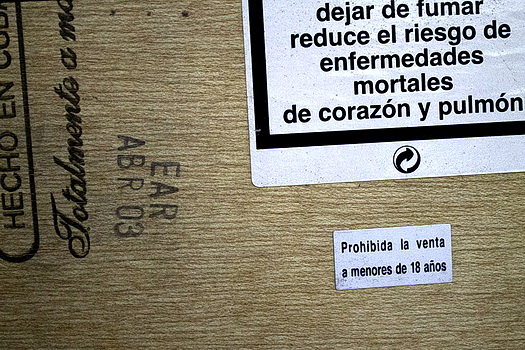 dejar de fumar
reduce el riesgo de
enfermedades
mortales
de corazón y pulmón
Prohibida la venta
a menores de 18 años
HECHO EN
Totalmente a
EAR
ABR 03